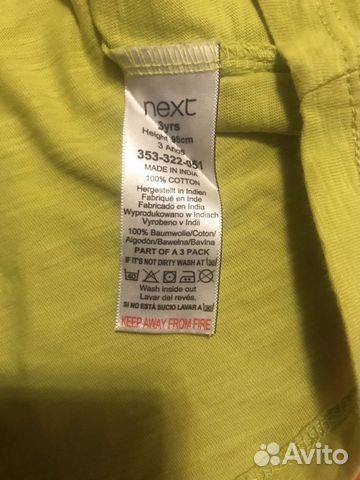 next
3yrs
Height 98cm
3 Años
353-322-051
MADE IN INDIA
100% COTTON
Hergestellt in Indien
Fabriqué en Inde
Fabricado en India
Wyprodukowano w Indisch
Vyrobeno v Indii
100% Baumwolle/Coton/
Algodón/Bawełna/Bavlna
PART OF A 3 PACK
IF IT'S NOT DIRTY WASH AT 30
40
Wash inside out
Lavar del revés.
SI NO ESTÁ SUCIO LAVAR A 30
KEEP AWAY FROM FIRE
Avito